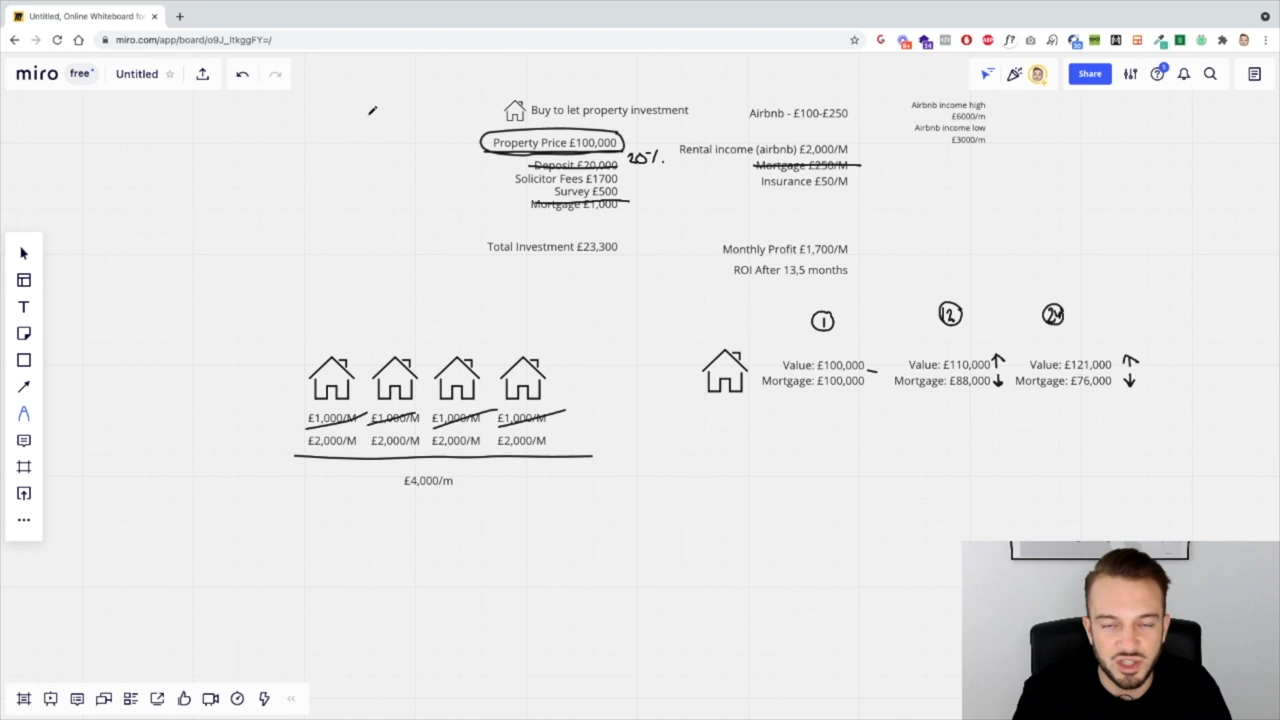 Untitled, Online Whiteboard for
miro.com/app/board/o9J_ltkggFY=/
miro
free
Untitled
Share
Buy to let property investment
Property Price £100,000
Deposit £20,000
20%.
Solicitor Fees £1700
Survey £500
Mortgage £1,000
Total Investment £23,300
Airbnb - £100-£250
Rental income (airbnb) £2,000/M
Mortgage £250/M
Insurance £50/M
Monthly Profit £1,700/M
ROI After 13,5 months
Airbnb income high
£6000/m
Airbnb income low
£3000/m
1
12
24
Value: £100,000
Mortgage: £100,000
Value: £110,000
Mortgage: £88,000
Value: £121,000
Mortgage: £76,000
£1,000/M £1,000/M £1,000/M £1,000/M
£2,000/M £2,000/M £2,000/M £2,000/M
£4,000/m